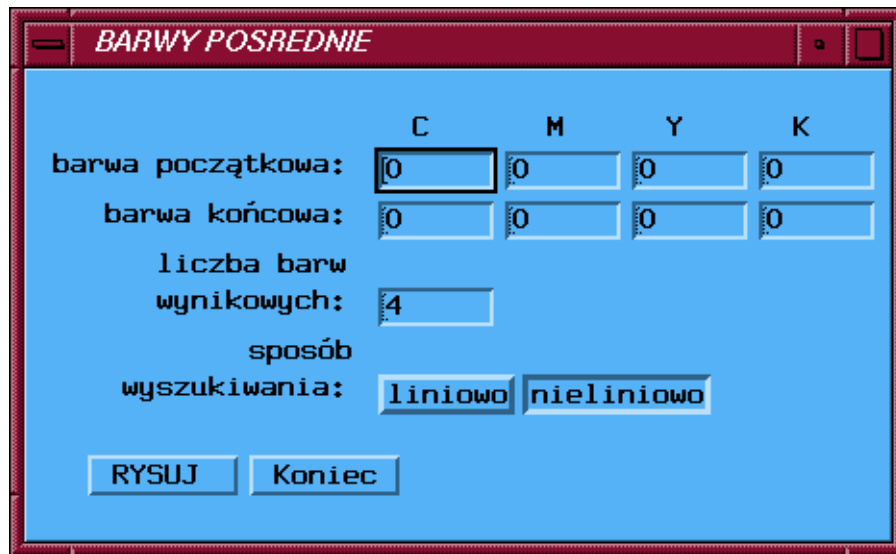 BARWY POSREDNIE
C M Y K
barwa początkowa: 0 0 0 0
barwa końcowa: 0 0 0 0
liczba barw
wynikowych: 4
sposób
wyszukiwania: liniowo nieliniowo
RYSUJ Koniec